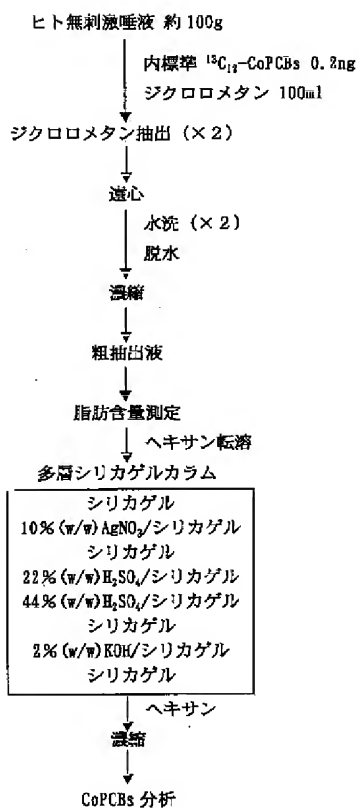 ヒト無刺激唾液 約100g
内標準 ¹³C₁₂-CoPCBs 0.2ng
ジクロロメタン 100ml
ジクロロメタン抽出（×２）
遠心
水洗（×２）
脱水
濃縮
粗抽出液
脂肪含量測定
ヘキサン転溶
多層シリカゲルカラム
シリカゲル
10%(w/w)AgNO₃/シリカゲル
シリカゲル
22%(w/w)H₂SO₄/シリカゲル
44%(w/w)H₂SO₄/シリカゲル
シリカゲル
2%(w/w)KOH/シリカゲル
シリカゲル
ヘキサン
濃縮
CoPCBs 分析